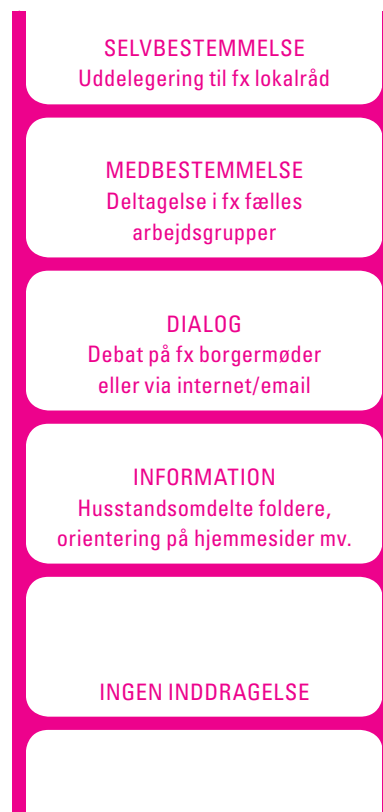 SELVBESTEMMELSE
Uddelegering til fx lokalråd
MEDBESTEMMELSE
Deltagelse i fx fælles
arbejdsgrupper
DIALOG
Debat på fx borgermøder
eller via internet/email
INFORMATION
Husstandsomdelte foldere,
orientering på hjemmesider mv.
INGEN INDDRAGELSE